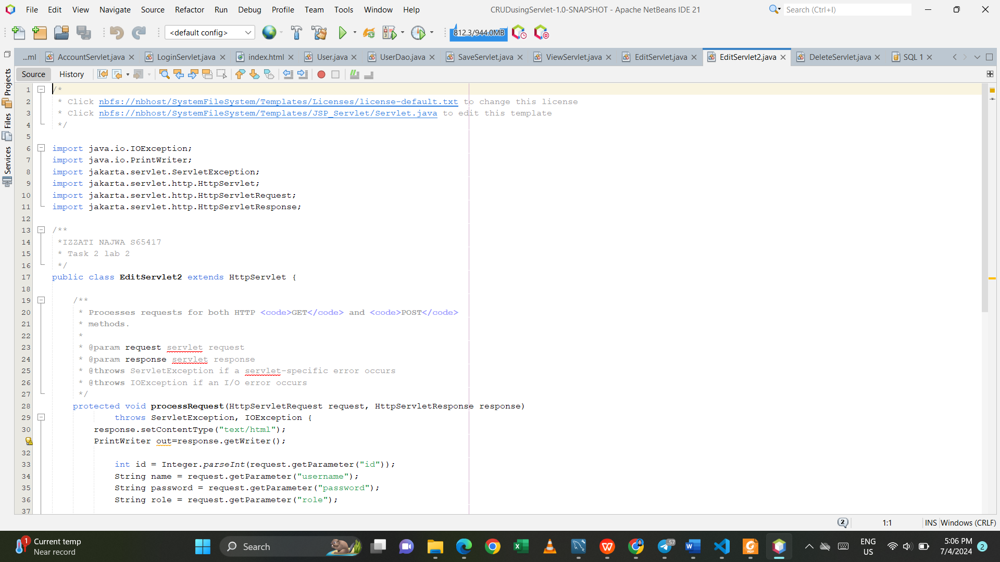 File Edit View Navigate Source Refactor Run Debug Profile Team Tools Window Help CRUDusingServlet-1.0-SNAPSHOT - Apache NetBeans IDE 21 Search (Ctrl+I)
<default config> 812.3/944.0MB
...ml AccountServlet.java LoginServlet.java index.html User.java UserDao.java SaveServlet.java ViewServlet.java EditServlet.java EditServlet2.java DeleteServlet.java SQL 1
Source History
Projects
Files
Services
1 /*
2 * Click nbfs://nbhost/SystemFileSystem/Templates/Licenses/license-default.txt to change this license
3 * Click nbfs://nbhost/SystemFileSystem/Templates/JSP_Servlet/Servlet.java to edit this template
4 */
5
6 import java.io.IOException;
7 import java.io.PrintWriter;
8 import jakarta.servlet.ServletException;
9 import jakarta.servlet.http.HttpServlet;
10 import jakarta.servlet.http.HttpServletRequest;
11 import jakarta.servlet.http.HttpServletResponse;
12
13 /**
14 *IZZATI NAJWA S65417
15 * Task 2 lab 2
16 */
17 public class EditServlet2 extends HttpServlet {
18
19 /**
20 * Processes requests for both HTTP <code>GET</code> and <code>POST</code>
21 * methods.
22 *
23 * @param request servlet request
24 * @param response servlet response
25 * @throws ServletException if a servlet-specific error occurs
26 * @throws IOException if an I/O error occurs
27 */
28 protected void processRequest(HttpServletRequest request, HttpServletResponse response)
29 throws ServletException, IOException {
30 response.setContentType("text/html");
PrintWriter out=response.getWriter();
32
33 int id = Integer.parseInt(request.getParameter("id"));
34 String name = request.getParameter("username");
35 String password = request.getParameter("password");
36 String role = request.getParameter("role");
37
2 1:1 INS Windows (CRLF)
1 Current temp
Near record
Search
57
ENG
US
5:06 PM
7/4/2024
2